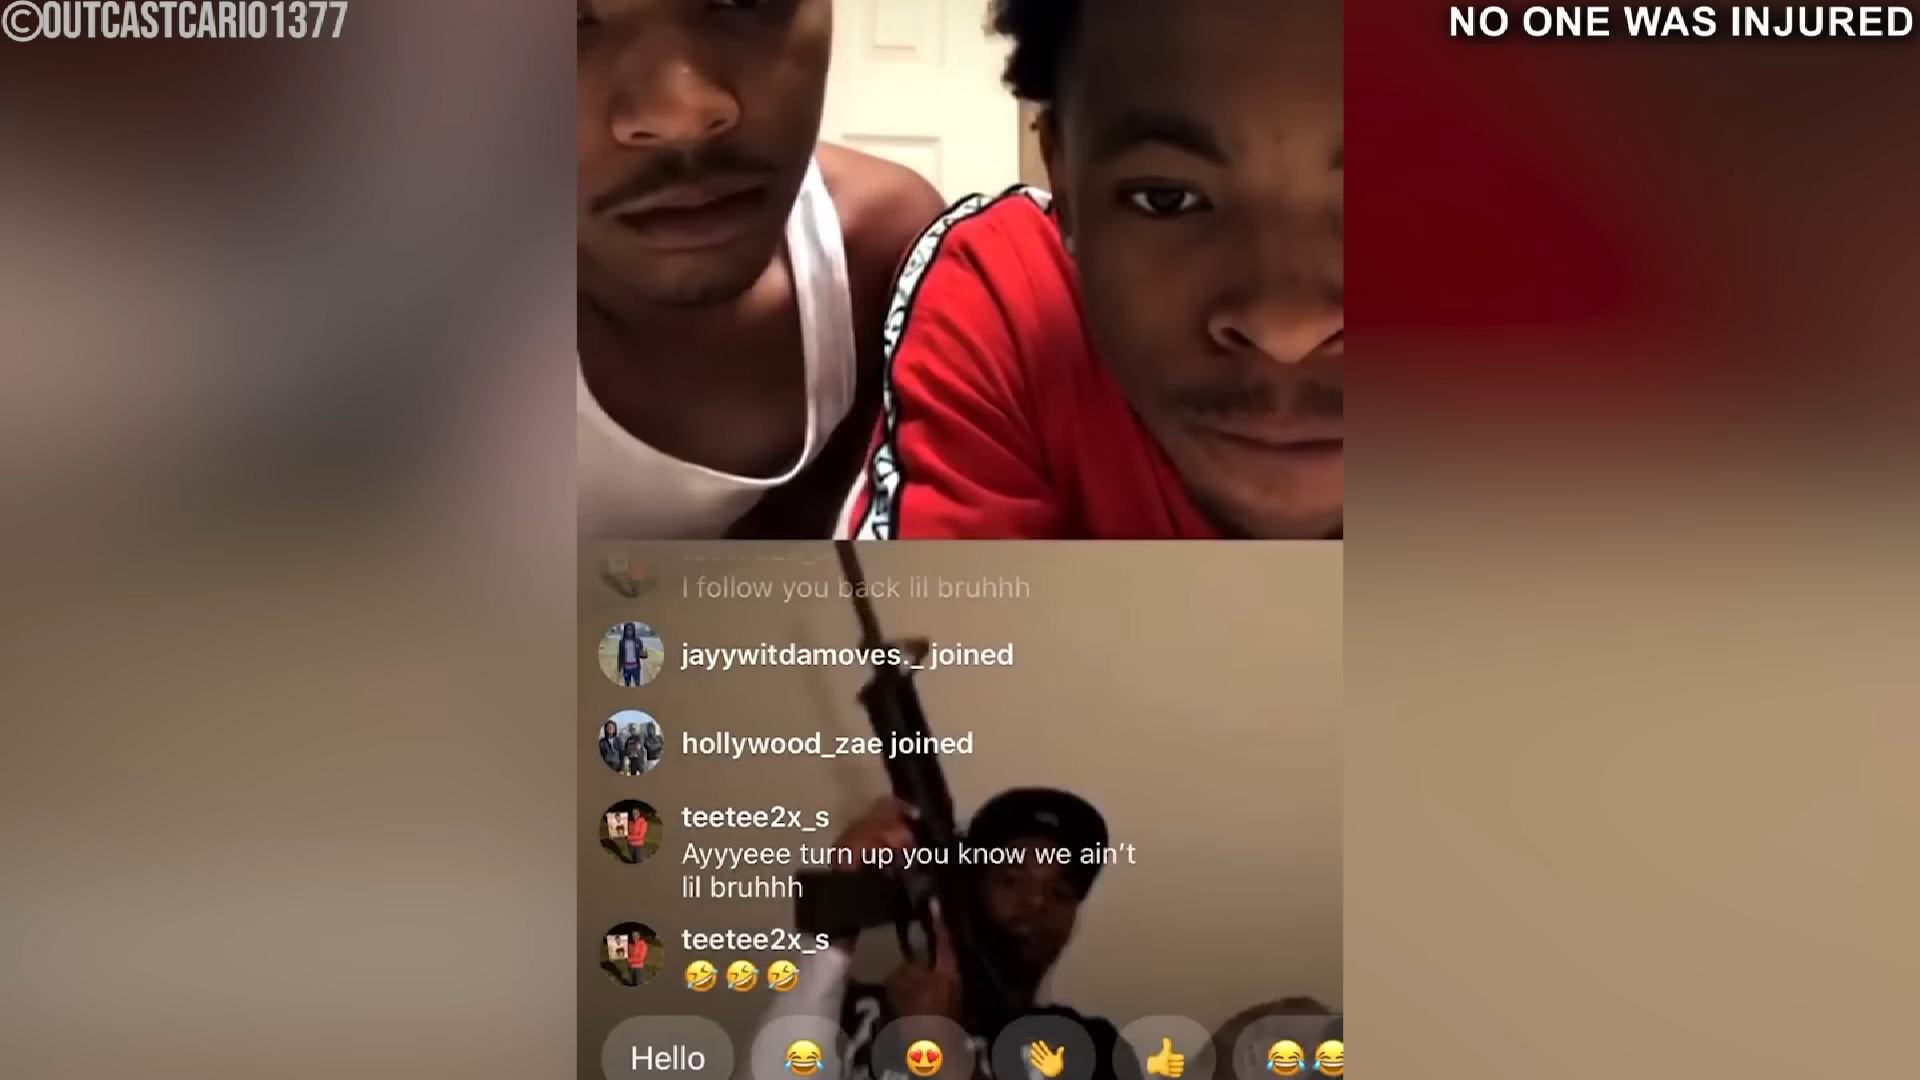 ©OUTCASTCARIO1377
NO ONE WAS INJURED
I follow you back lil bruhhh
jayywitdamoves._ joined
hollywood_zae joined
teetee2x_s
Ayyyeee turn up you know we ain't
lil bruhhh
teetee2x_s
🤣🤣🤣
Hello 😂 😍 👋 👍 😂😂